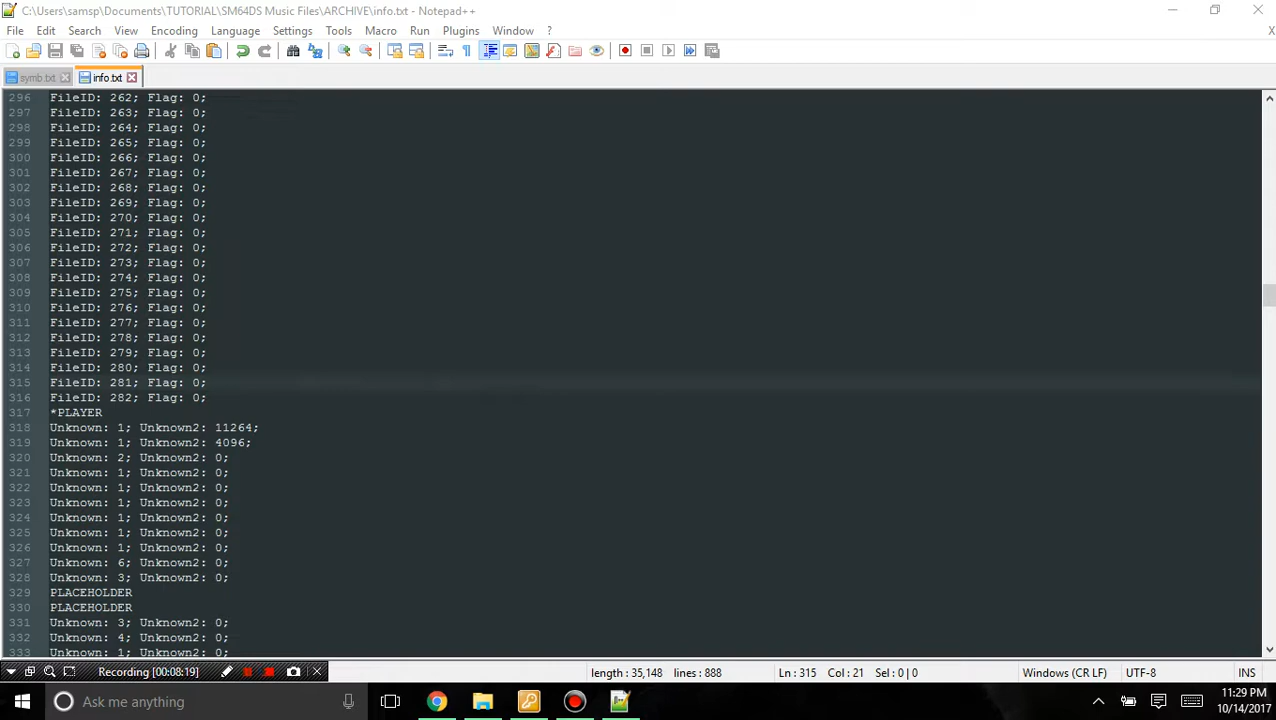 C:\Users\samsp\Documents\TUTORIAL\SM64DS Music Files\ARCHIVE\info.txt - Notepad++
File Edit Search View Encoding Language Settings Tools Macro Run Plugins Window ? X
symb.txt info.txt
296 FileID: 262; Flag: 0;
297 FileID: 263; Flag: 0;
298 FileID: 264; Flag: 0;
299 FileID: 265; Flag: 0;
300 FileID: 266; Flag: 0;
301 FileID: 267; Flag: 0;
302 FileID: 268; Flag: 0;
303 FileID: 269; Flag: 0;
304 FileID: 270; Flag: 0;
305 FileID: 271; Flag: 0;
306 FileID: 272; Flag: 0;
307 FileID: 273; Flag: 0;
308 FileID: 274; Flag: 0;
309 FileID: 275; Flag: 0;
310 FileID: 276; Flag: 0;
311 FileID: 277; Flag: 0;
312 FileID: 278; Flag: 0;
313 FileID: 279; Flag: 0;
314 FileID: 280; Flag: 0;
315 FileID: 281; Flag: 0;
316 FileID: 282; Flag: 0;
317 *PLAYER
318 Unknown: 1; Unknown2: 11264;
319 Unknown: 1; Unknown2: 4096;
320 Unknown: 2; Unknown2: 0;
321 Unknown: 1; Unknown2: 0;
322 Unknown: 1; Unknown2: 0;
323 Unknown: 1; Unknown2: 0;
324 Unknown: 1; Unknown2: 0;
325 Unknown: 1; Unknown2: 0;
326 Unknown: 1; Unknown2: 0;
327 Unknown: 6; Unknown2: 0;
328 Unknown: 3; Unknown2: 0;
329 PLACEHOLDER
330 PLACEHOLDER
331 Unknown: 3; Unknown2: 0;
332 Unknown: 4; Unknown2: 0;
333 Unknown: 1; Unknown2: 0;
Recording [00:08:19] length : 35,148 lines : 888 Ln : 315 Col : 21 Sel : 0 | 0 Windows (CR LF) UTF-8 INS
Ask me anything
11:29 PM
10/14/2017